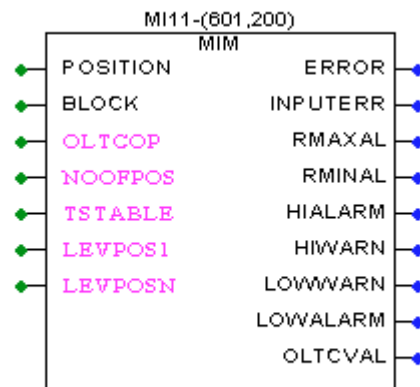 MI11-(601,200)
MIM
POSITION ERROR
BLOCK INPUTERR
OLTCOP RMAXAL
NOOFPOS RMINAL
TSTABLE HIALARM
LEVPOS1 HIWARN
LEVPOSN LOWWARN
LOWALARM
OLTCVAL